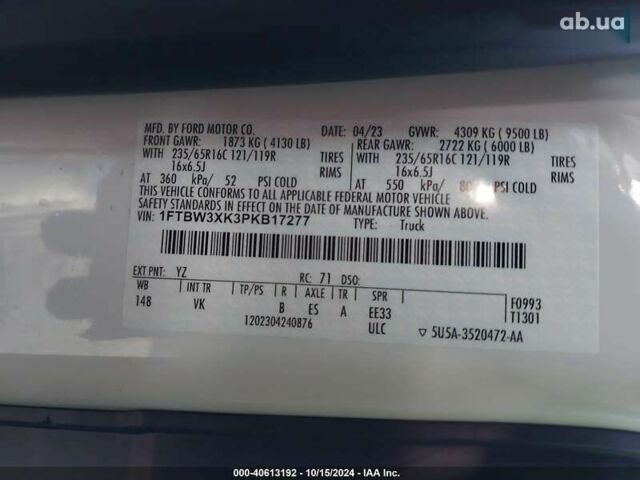 ab.ua
MFD. BY FORD MOTOR CO. DATE: 04/23 GVWR: 4309 KG ( 9500 LB)
FRONT GAWR: 1873 KG ( 4130 LB) REAR GAWR: 2722 KG ( 6000 LB)
WITH 235/65R16C 121/119R TIRES WITH 235/65R16C 121/119R TIRES
16x6.5J RIMS 16x6.5J RIMS
AT 360 kPa/ 52 PSI COLD AT 550 kPa/ PSI COLD
THIS VEHICLE CONFORMS TO ALL APPLICABLE FEDERAL MOTOR VEHICLE
SAFETY STANDARDS IN EFFECT ON THE DATE OF MANUFACTURE SHOWN ABOVE.
VIN: 1FTBW3XK3PKB17277 TYPE: Truck
EXT PNT: YZ RC: 71 DSO:
WB INT TR TP/PS R AXLE TR SPR F0993
148 VK B ES A EE33 T1301
1202304240876 ULC ▽ 5U5A-3520472-AA
000-40613192 - 10/15/2024 - IAA Inc.